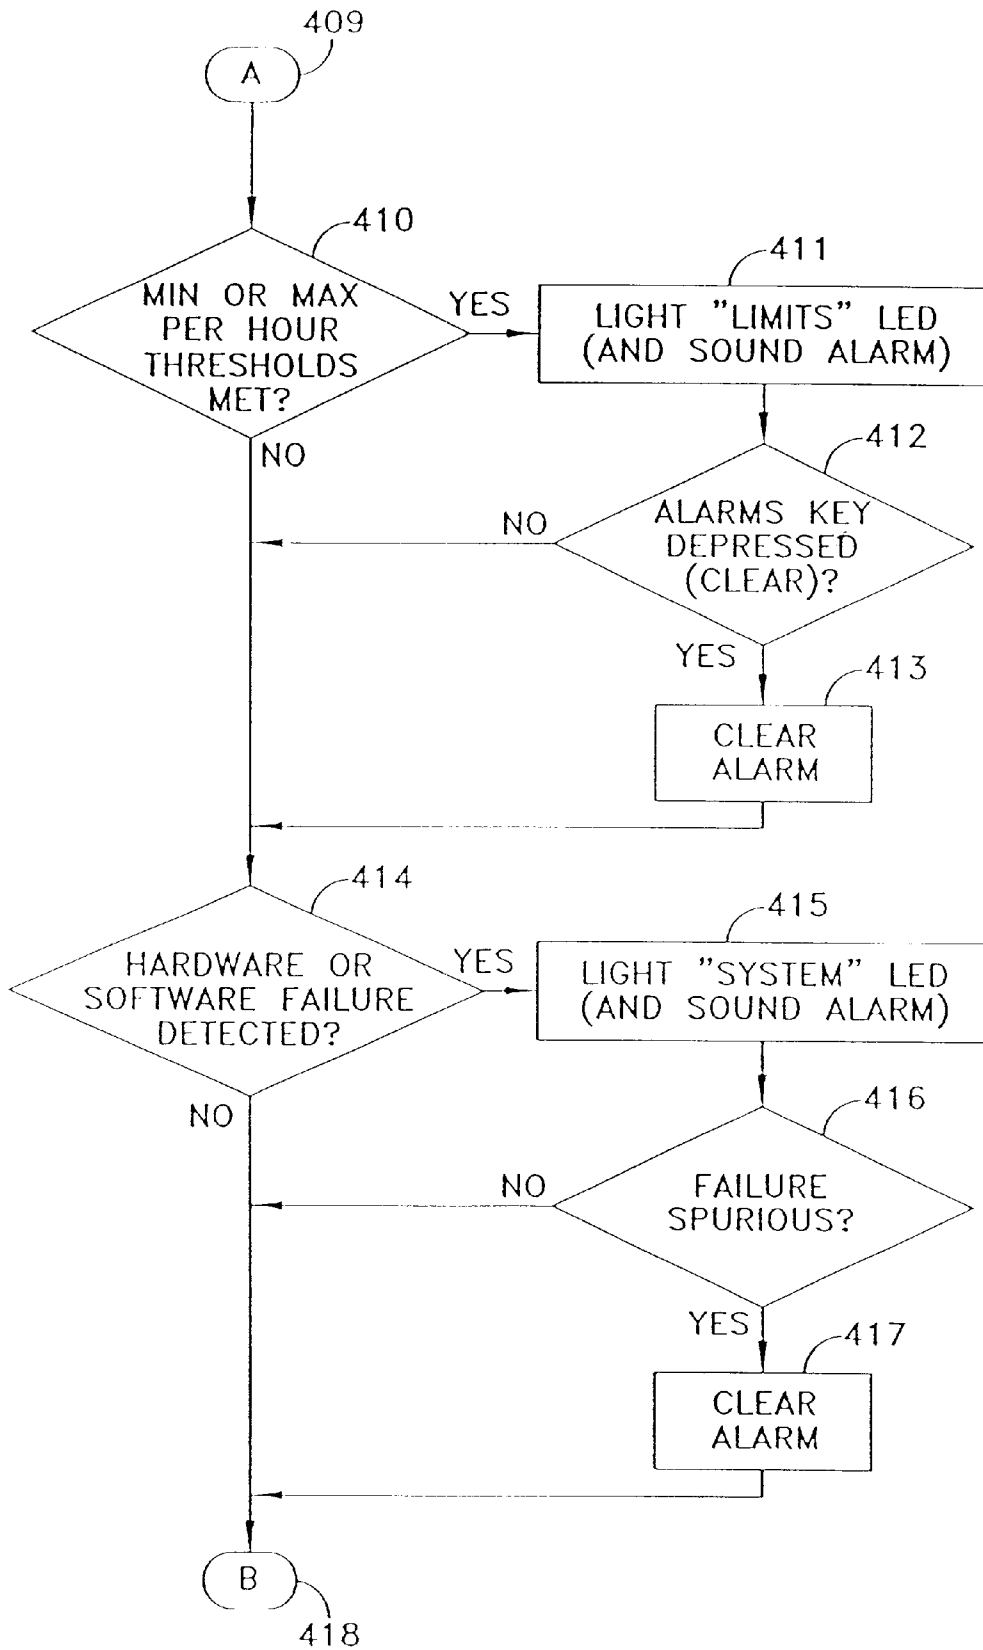 409
A
410
MIN OR MAX
PER HOUR
THRESHOLDS
MET?
YES
411
LIGHT "LIMITS" LED
(AND SOUND ALARM)
NO
412
ALARMS KEY
DEPRESSED
(CLEAR)?
NO
YES
413
CLEAR
ALARM
414
HARDWARE OR
SOFTWARE FAILURE
DETECTED?
YES
415
LIGHT "SYSTEM" LED
(AND SOUND ALARM)
NO
416
FAILURE
SPURIOUS?
NO
YES
417
CLEAR
ALARM
B
418